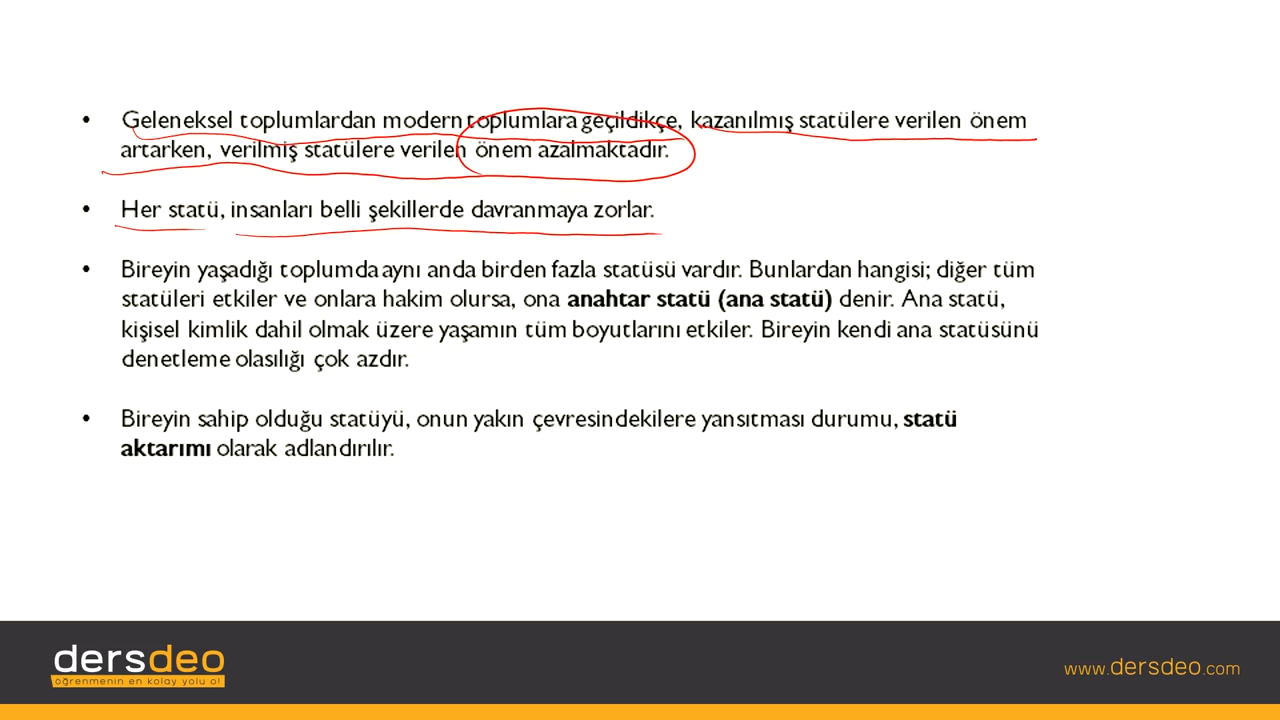 • Geleneksel toplumlardan modern toplumlara geçildikçe, kazanılmış statülere verilen önem
artarken, verilmiş statülere verilen önem azalmaktadır.
• Her statü, insanları belli şekillerde davranmaya zorlar.
• Bireyin yaşadığı toplumda aynı anda birden fazla statüsü vardır. Bunlardan hangisi; diğer tüm
statüleri etkiler ve onlara hakim olursa, ona anahtar statü (ana statü) denir. Ana statü,
kişisel kimlik dahil olmak üzere yaşamın tüm boyutlarını etkiler. Bireyin kendi ana statüsünü
denetleme olasılığı çok azdır.
• Bireyin sahip olduğu statüyü, onun yakın çevresindekilere yansıtması durumu, statü
aktarımı olarak adlandırılır.
dersdeo
öğrenmenin en kolay yolu o!
www.dersdeo.com